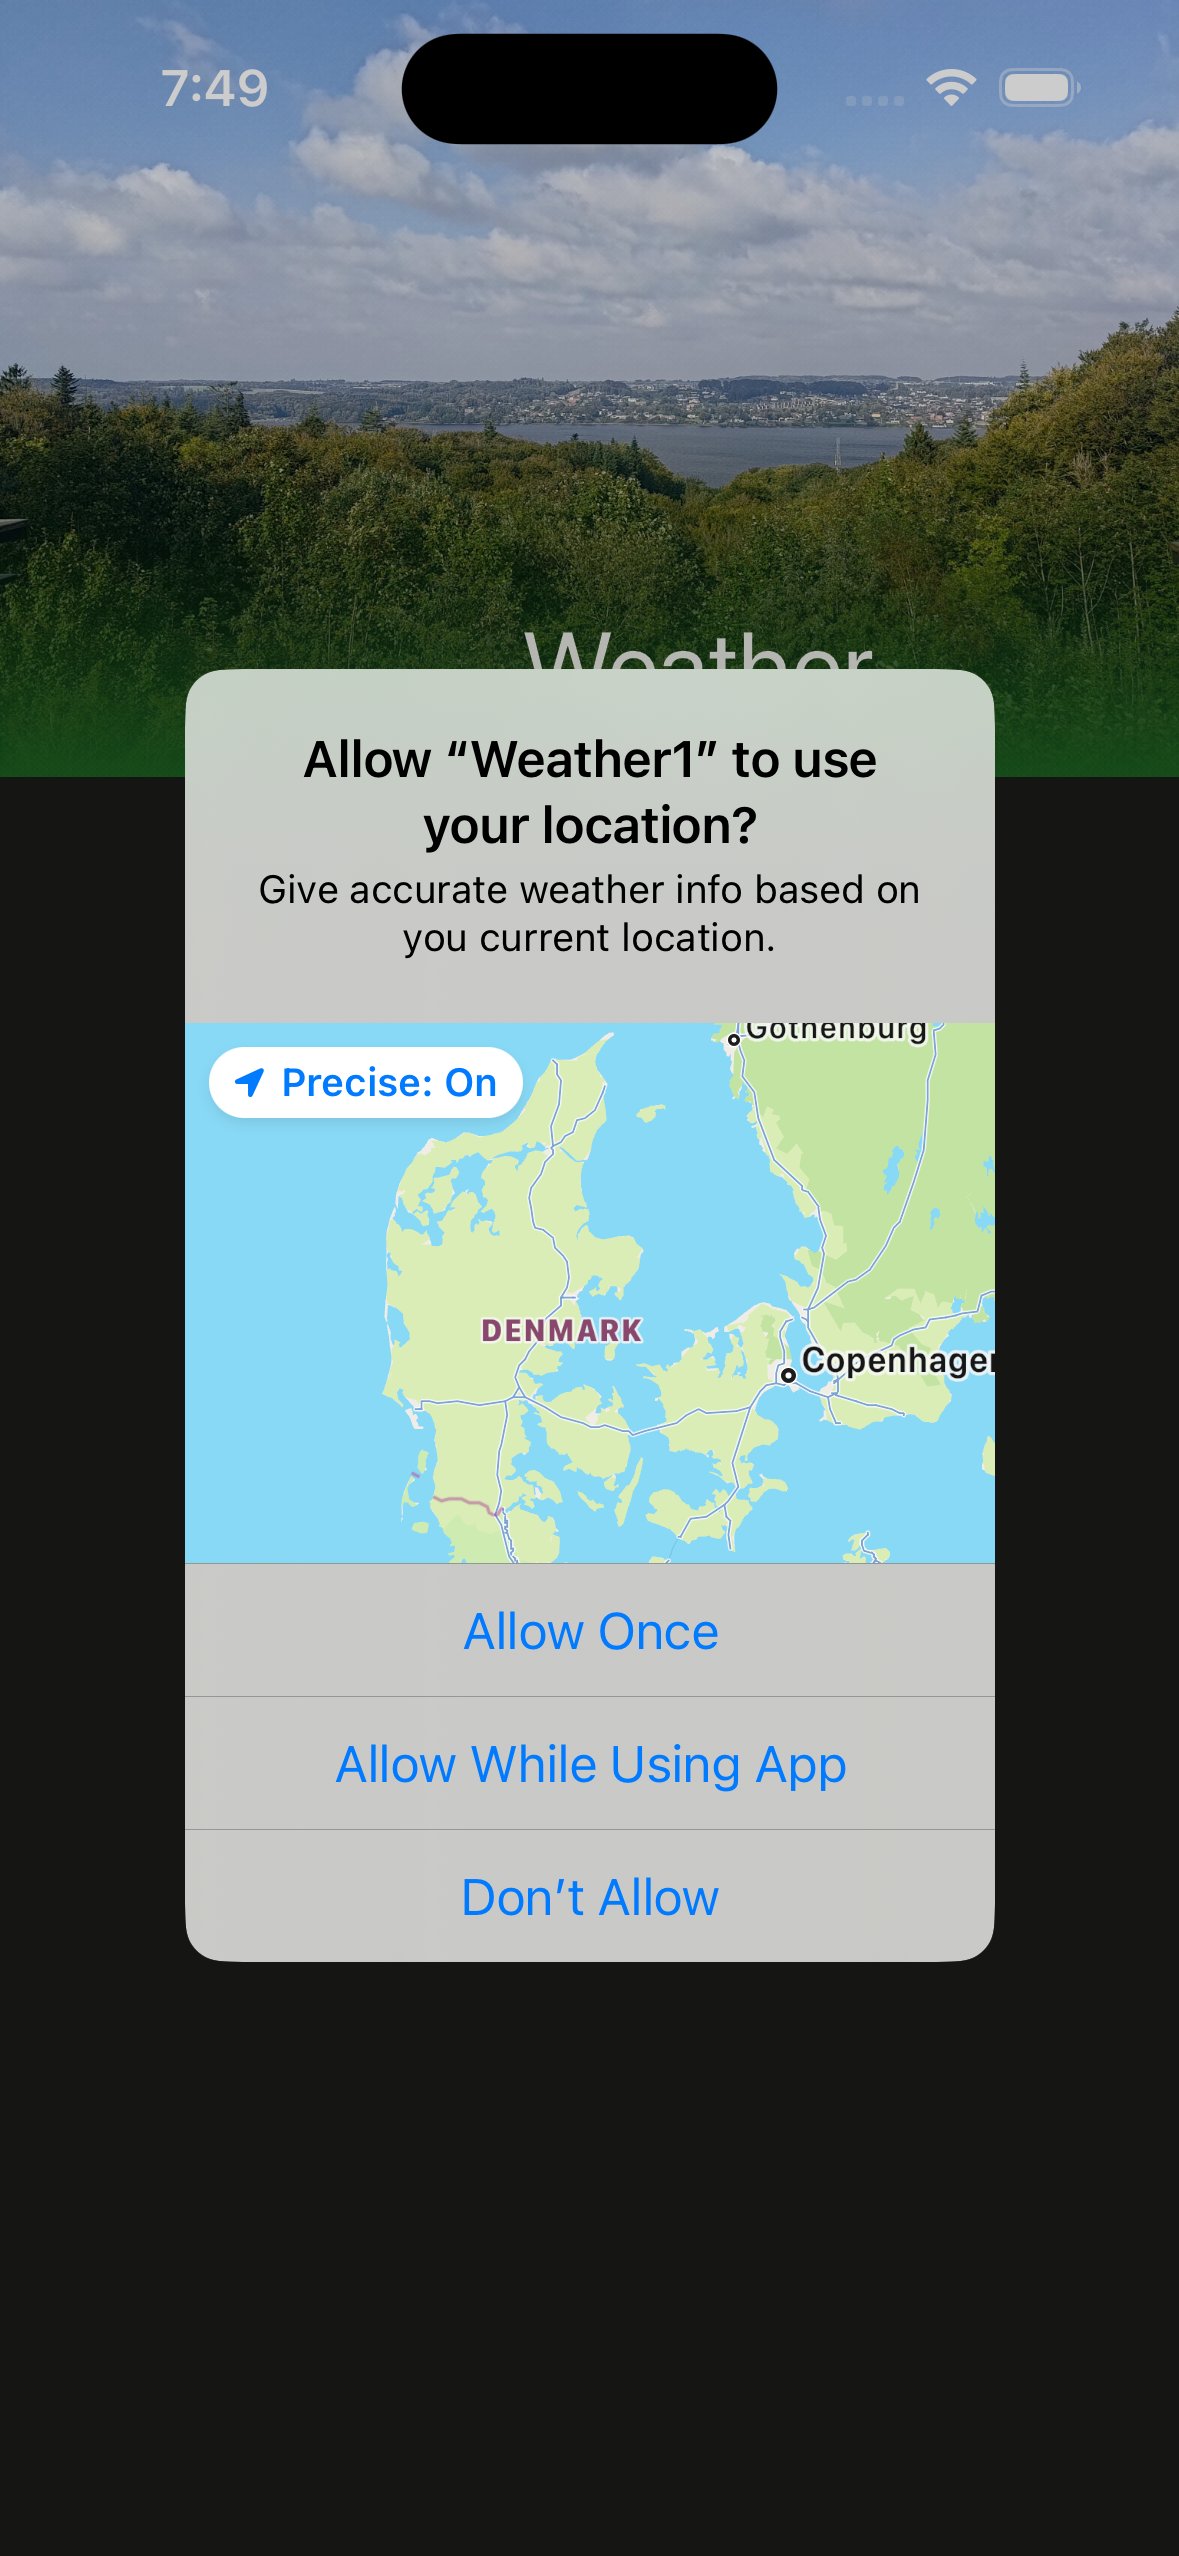 7:49
Weather
Allow “Weather1” to use
your location?
Give accurate weather info based on
you current location.
Gothenburg
Precise: On
DENMARK
Copenhagen
Allow Once
Allow While Using App
Don’t Allow